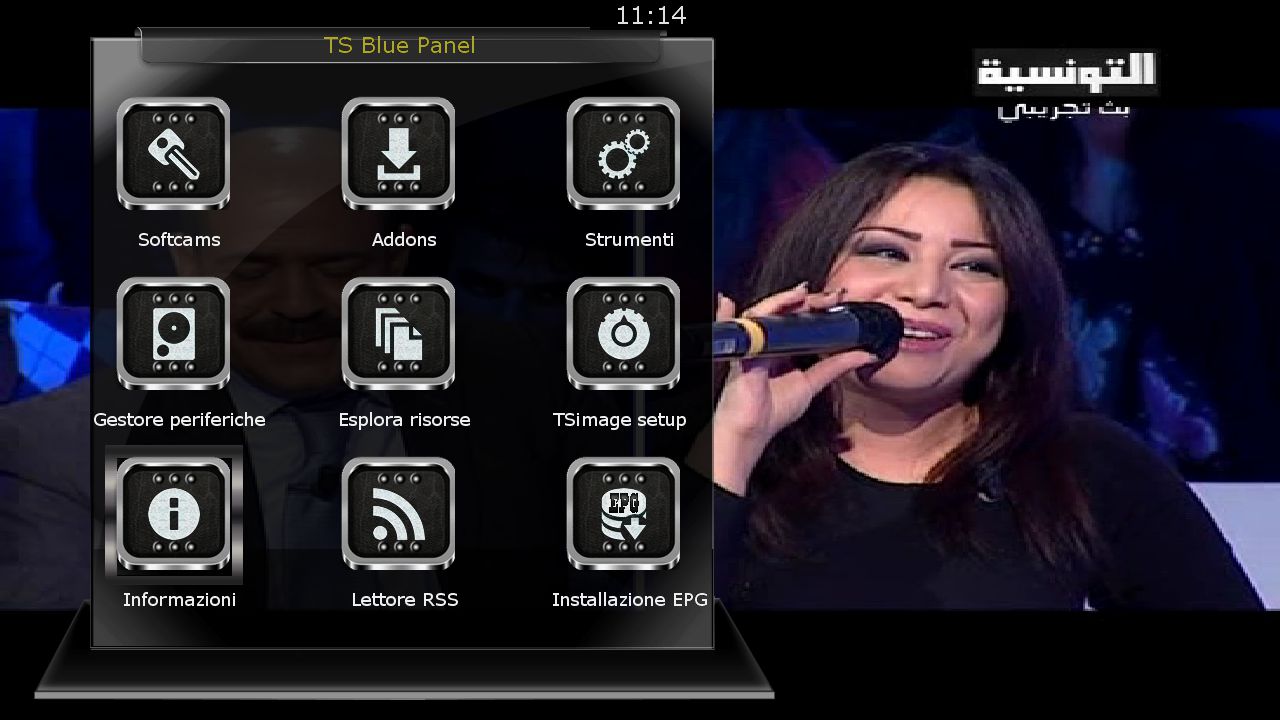 11:14
TS Blue Panel
التونسية
بث تجريبي
Softcams
Addons
Strumenti
Gestore periferiche
Esplora risorse
TSimage setup
EPG
Informazioni
Lettore RSS
Installazione EPG